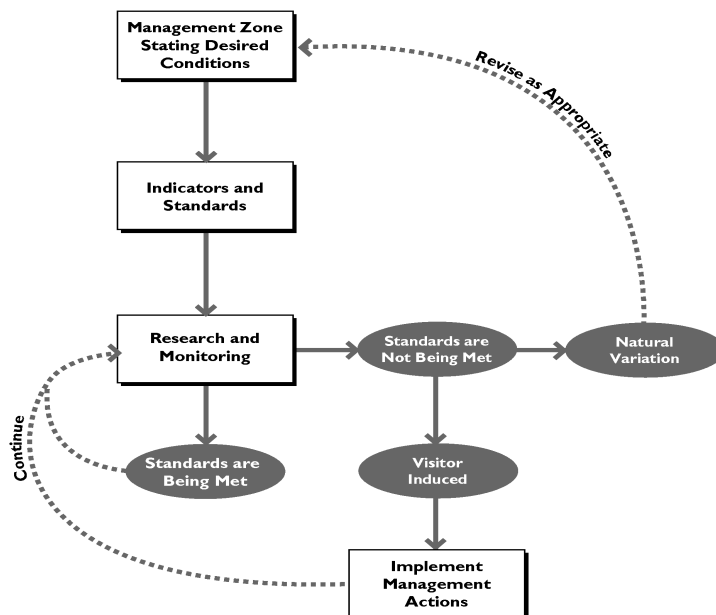 Management Zone
Stating Desired
Conditions
Revise as Appropriate
Indicators and
Standards
Research and
Monitoring
Standards are
Not Being Met
Natural
Variation
Continue
Standards are
Being Met
Visitor
Induced
Implement
Management
Actions